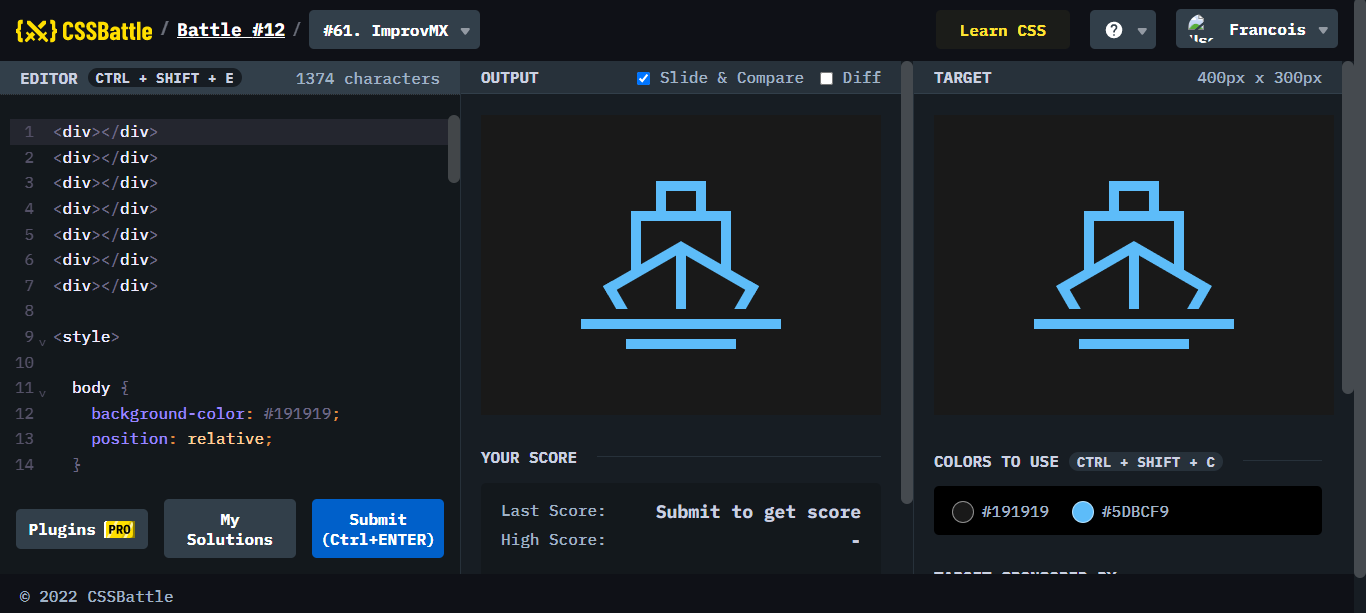 CSSBattle / Battle #12 / #61. ImprovMX Learn CSS ? Francois
EDITOR CTRL + SHIFT + E 1374 characters
OUTPUT Slide & Compare Diff
TARGET 400px x 300px
1 <div></div>
2 <div></div>
3 <div></div>
4 <div></div>
5 <div></div>
6 <div></div>
7 <div></div>
8
9 <style>
10
11 body {
12 background-color: #191919;
13 position: relative;
14 }
Plugins PRO
My
Solutions
Submit
(Ctrl+ENTER)
YOUR SCORE
Last Score: Submit to get score
High Score: -
COLORS TO USE CTRL + SHIFT + C
#191919 #5DBCF9
TARGET SPONSORED BY
© 2022 CSSBattle